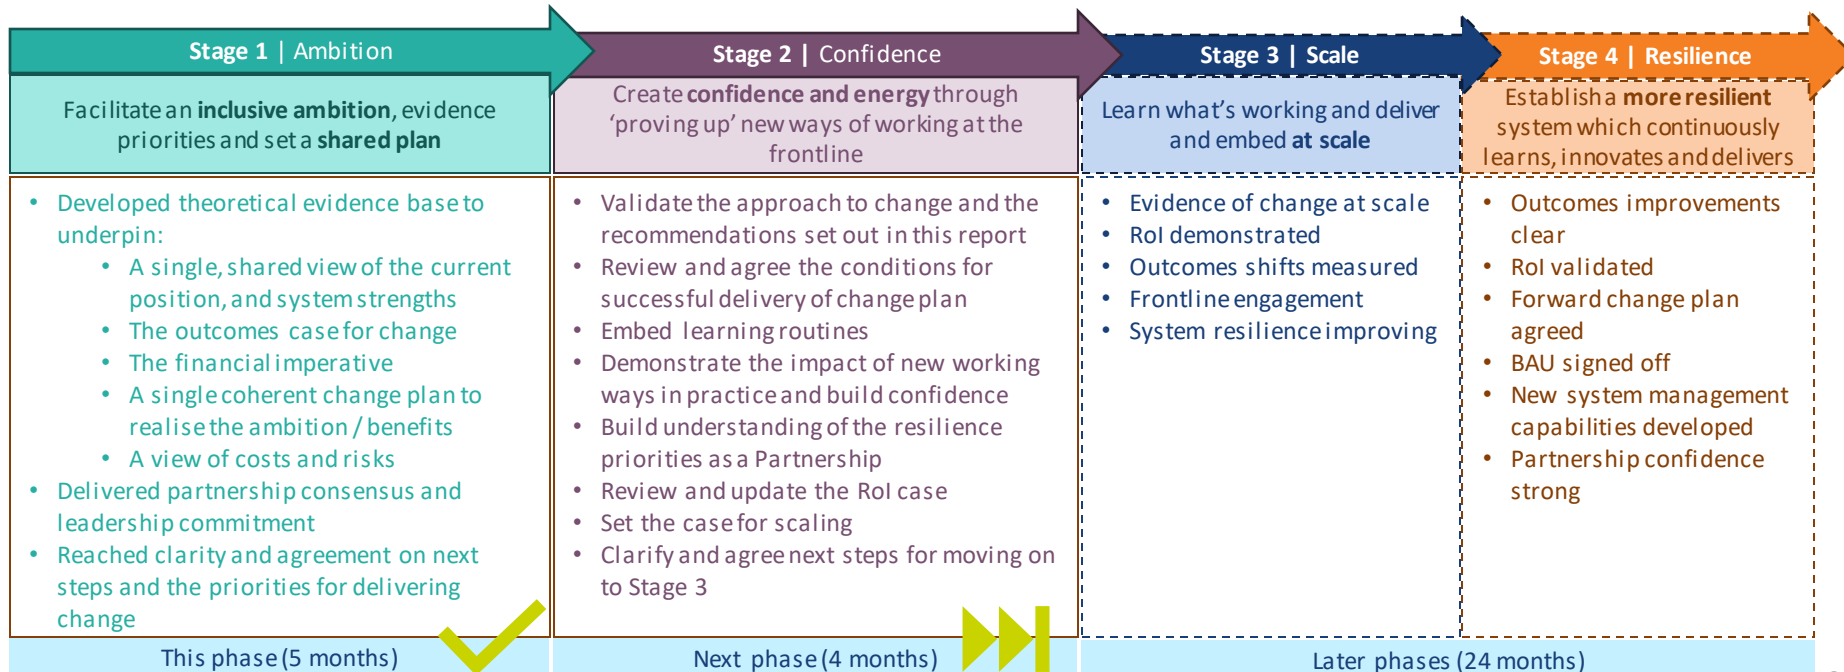 Stage 1 | Ambition
Facilitate an inclusive ambition, evidence
priorities and set a shared plan
• Developed theoretical evidence base to
underpin:
• A single, shared view of the current
position, and system strengths
• The outcomes case for change
• The financial imperative
• A single coherent change plan to
realise the ambition / benefits
• A view of costs and risks
• Delivered partnership consensus and
leadership commitment
• Reached clarity and agreement on next
steps and the priorities for delivering
change
This phase (5 months)
Stage 2 | Confidence
Create confidence and energy through
‘proving up’ new ways of working at the
frontline
• Validate the approach to change and the
recommendations set out in this report
• Review and agree the conditions for
successful delivery of change plan
• Embed learning routines
• Demonstrate the impact of new working
ways in practice and build confidence
• Build understanding of the resilience
priorities as a Partnership
• Review and update the RoI case
• Set the case for scaling
• Clarify and agree next steps for moving on
to Stage 3
Next phase (4 months)
Stage 3 | Scale
Learn what’s working and deliver
and embed at scale
• Evidence of change at scale
• RoI demonstrated
• Outcomes shifts measured
• Frontline engagement
• System resilience improving
Stage 4 | Resilience
Establish a more resilient
system which continuously
learns, innovates and delivers
• Outcomes improvements
clear
• RoI validated
• Forward change plan
agreed
• BAU signed off
• New system management
capabilities developed
• Partnership confidence
strong
Later phases (24 months)